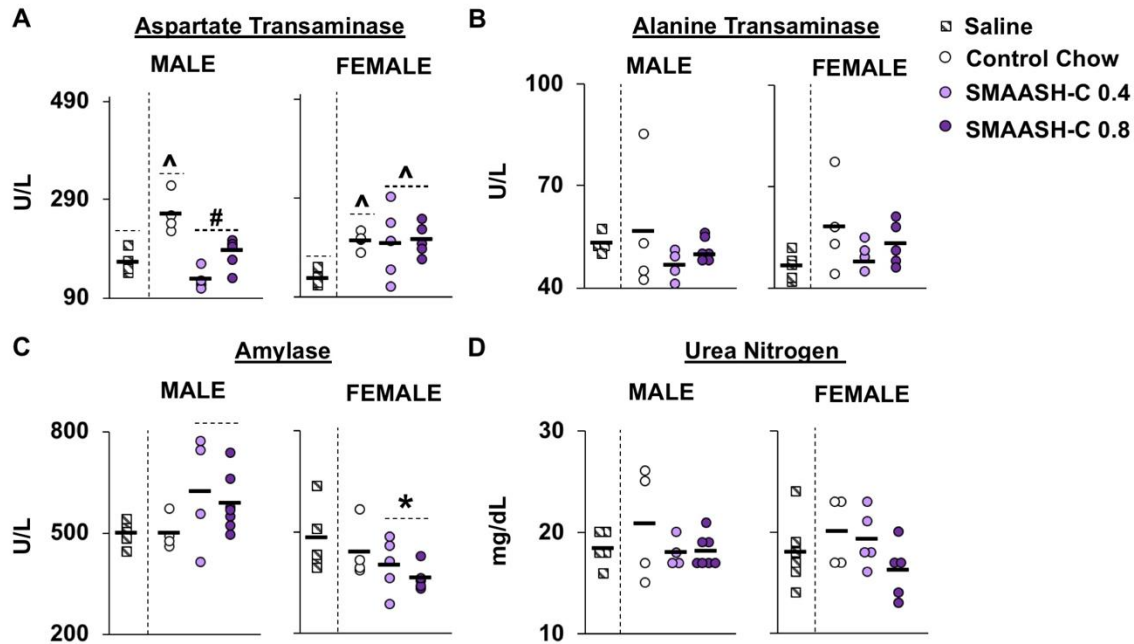 A
Aspartate Transaminase
MALE
FEMALE
U/L
490
290
90
^
#
^
^
B
Alanine Transaminase
MALE
FEMALE
U/L
100
70
40
Saline
Control Chow
SMAASH-C 0.4
SMAASH-C 0.8
C
Amylase
MALE
FEMALE
U/L
800
500
200
*
D
Urea Nitrogen
MALE
FEMALE
mg/dL
30
20
10